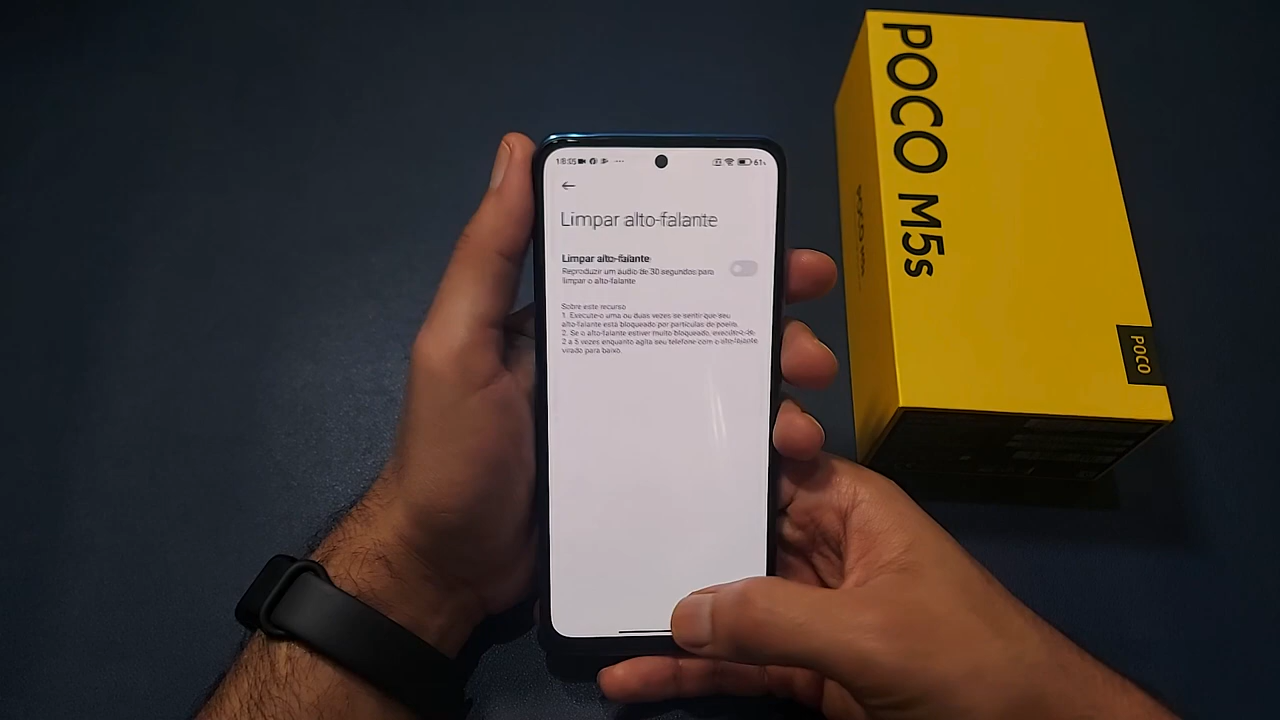 18:05
61%
Limpar alto-falante
Limpar alto-falante
Reproduzir um áudio de 30 segundos para
limpar o alto-falante
Sobre este recurso
1. Execute-o uma ou duas vezes se sentir que seu
alto-falante está bloqueado por partículas de poeira.
2. Se o alto-falante estiver muito bloqueado, execute-o de
2 a 5 vezes enquanto agita seu telefone com o alto-falante
virado para baixo.
POCO M5s
POCO